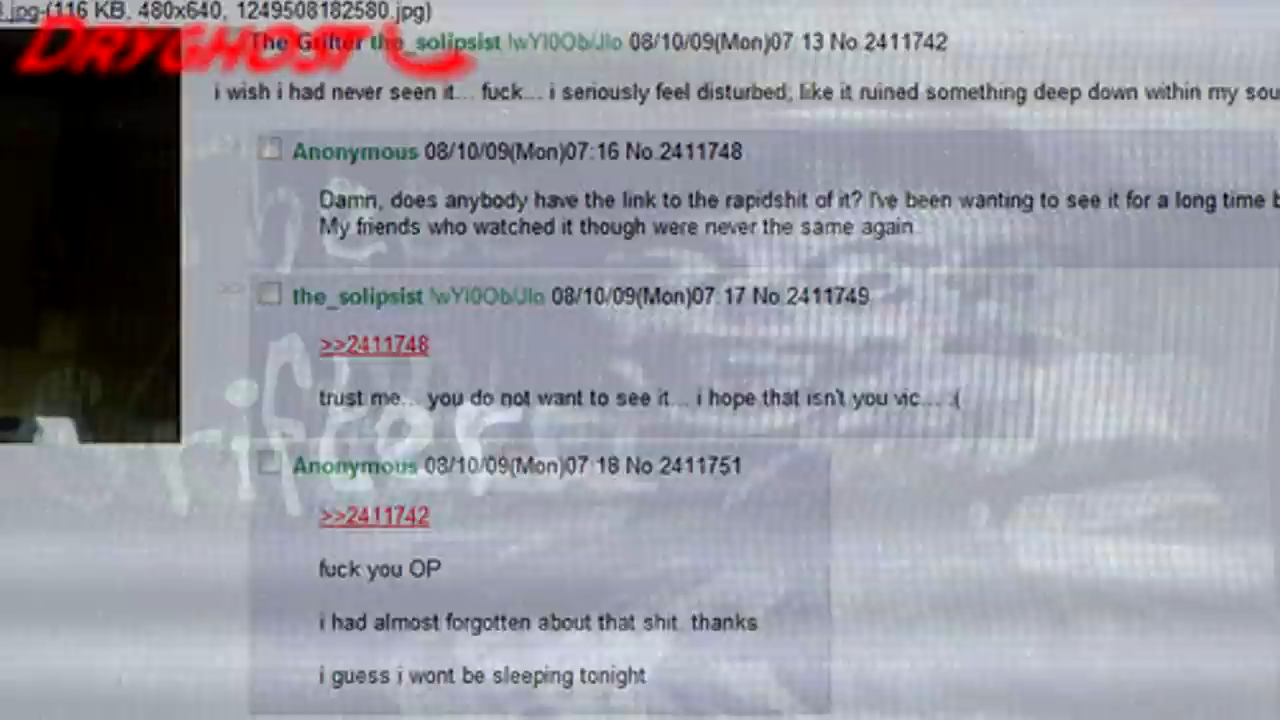 .jpg-(116 KB, 480x640, 1249508182580.jpg)
DRYGHOST
The Grifter the_solipsist 08/10/09(Mon)07:13 No.2411742
i wish i had never seen it... fuck... i seriously feel disturbed, like it ruined something deep down within my sou
Anonymous 08/10/09(Mon)07:16 No.2411748
Damn, does anybody have the link to the rapidshit of it? I've been wanting to see it for a long time b
My friends who watched it though were never the same again.
the_solipsist 08/10/09(Mon)07:17 No.2411749
>>2411748
trust me... you do not want to see it... i hope that isn't you vic... :(
Anonymous 08/10/09(Mon)07:18 No.2411751
>>2411742
fuck you OP
i had almost forgotten about that shit. thanks
i guess i wont be sleeping tonight
the
Grifter